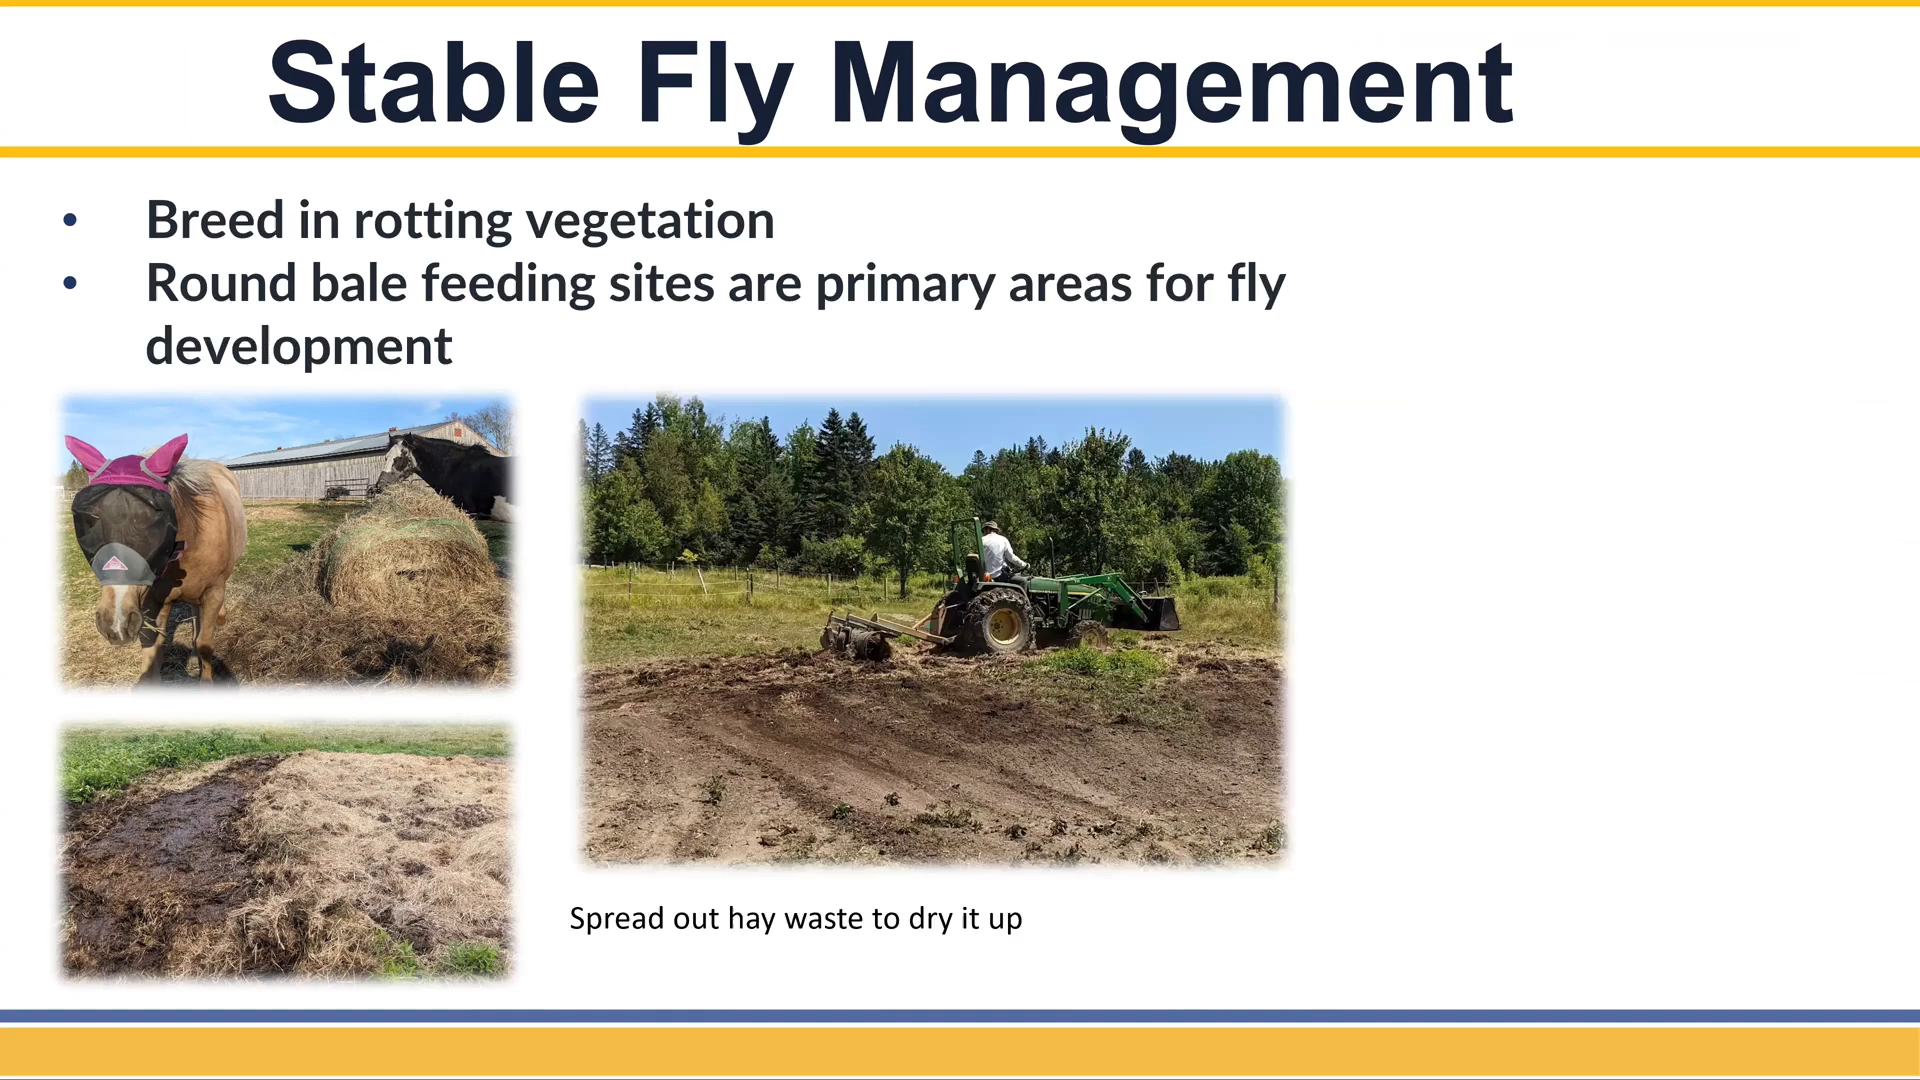 Stable Fly Management
• Breed in rotting vegetation
• Round bale feeding sites are primary areas for fly
development
Spread out hay waste to dry it up